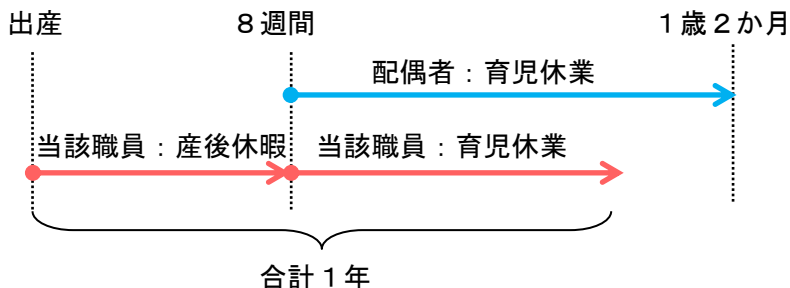 出産
８週間
１歳２か月
配偶者：育児休業
当該職員：産後休暇
当該職員：育児休業
合計１年